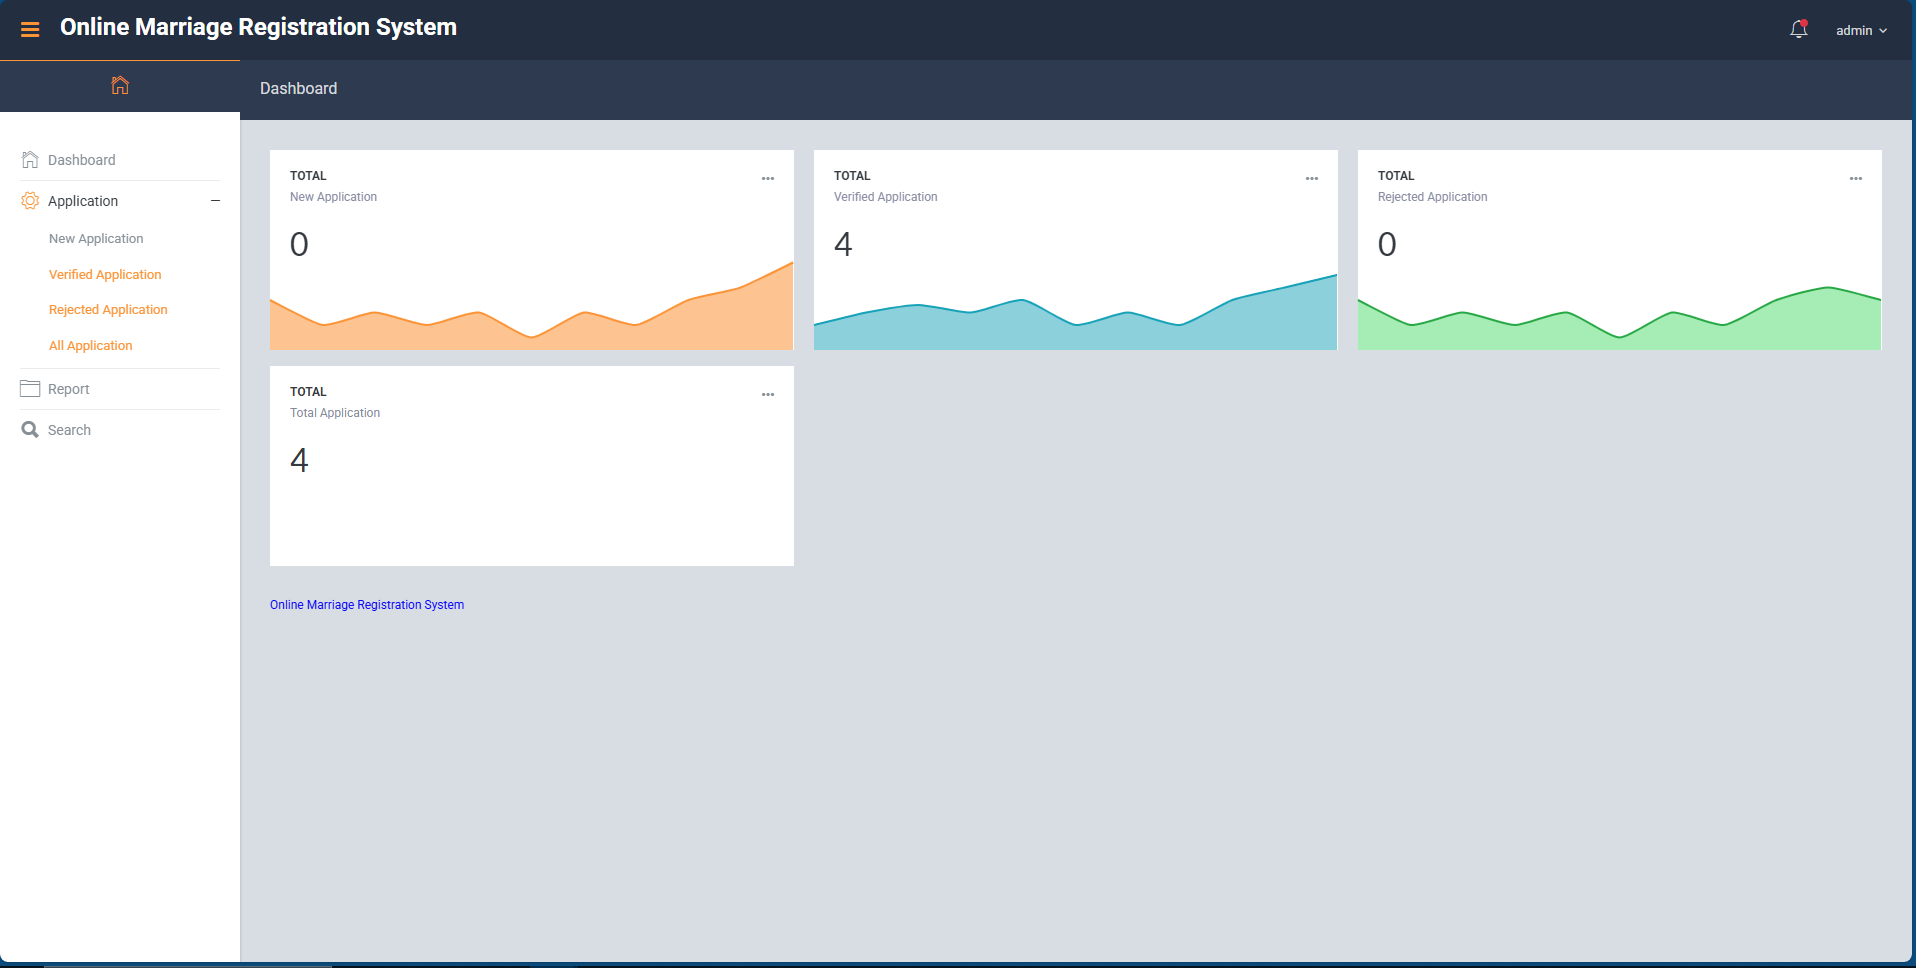 Online Marriage Registration System
admin
Dashboard
Dashboard
Application
New Application
Verified Application
Rejected Application
All Application
Report
Search
TOTAL
New Application
0
TOTAL
Verified Application
4
TOTAL
Rejected Application
0
TOTAL
Total Application
4
Online Marriage Registration System